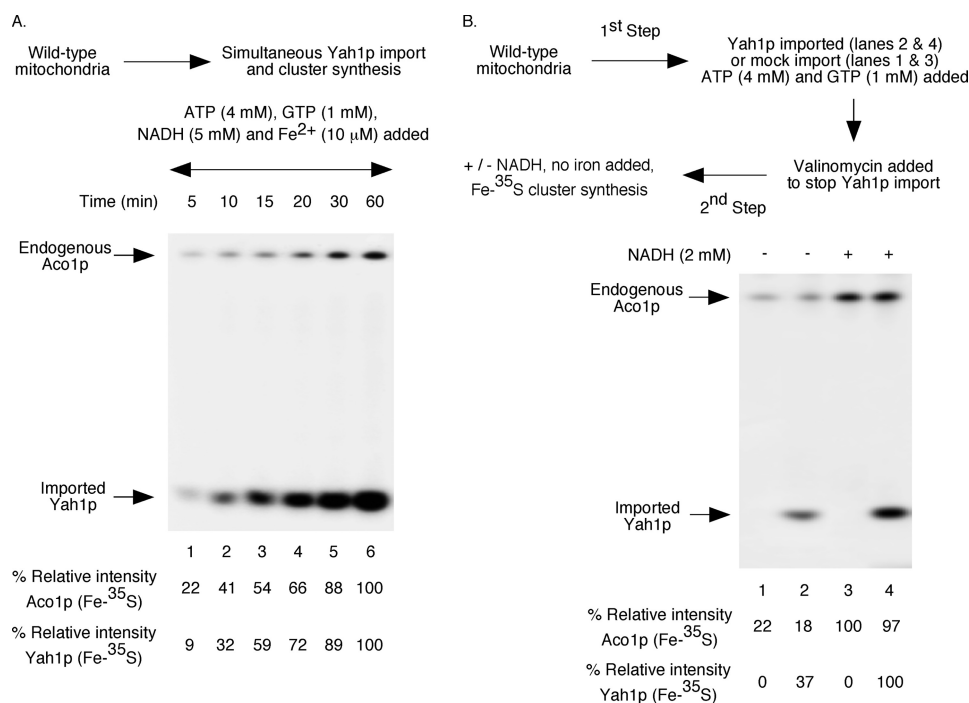 A.
Wild-type
mitochondria
Simultaneous Yah1p import
and cluster synthesis
ATP (4 mM), GTP (1 mM),
NADH (5 mM) and Fe2+ (10 μM) added
Time (min) 5 10 15 20 30 60
Endogenous
Aco1p
Imported
Yah1p
1 2 3 4 5 6
% Relative intensity
Aco1p (Fe-35S) 22 41 54 66 88 100
% Relative intensity
Yah1p (Fe-35S) 9 32 59 72 89 100
B.
Wild-type
mitochondria
1st Step
Yah1p imported (lanes 2 & 4)
or mock import (lanes 1 & 3)
ATP (4 mM) and GTP (1 mM) added
Valinomycin added
to stop Yah1p import
2nd Step
+ / - NADH, no iron added,
Fe-35S cluster synthesis
NADH (2 mM) - - + +
Endogenous
Aco1p
Imported
Yah1p
1 2 3 4
% Relative intensity
Aco1p (Fe-35S) 22 18 100 97
% Relative intensity
Yah1p (Fe-35S) 0 37 0 100